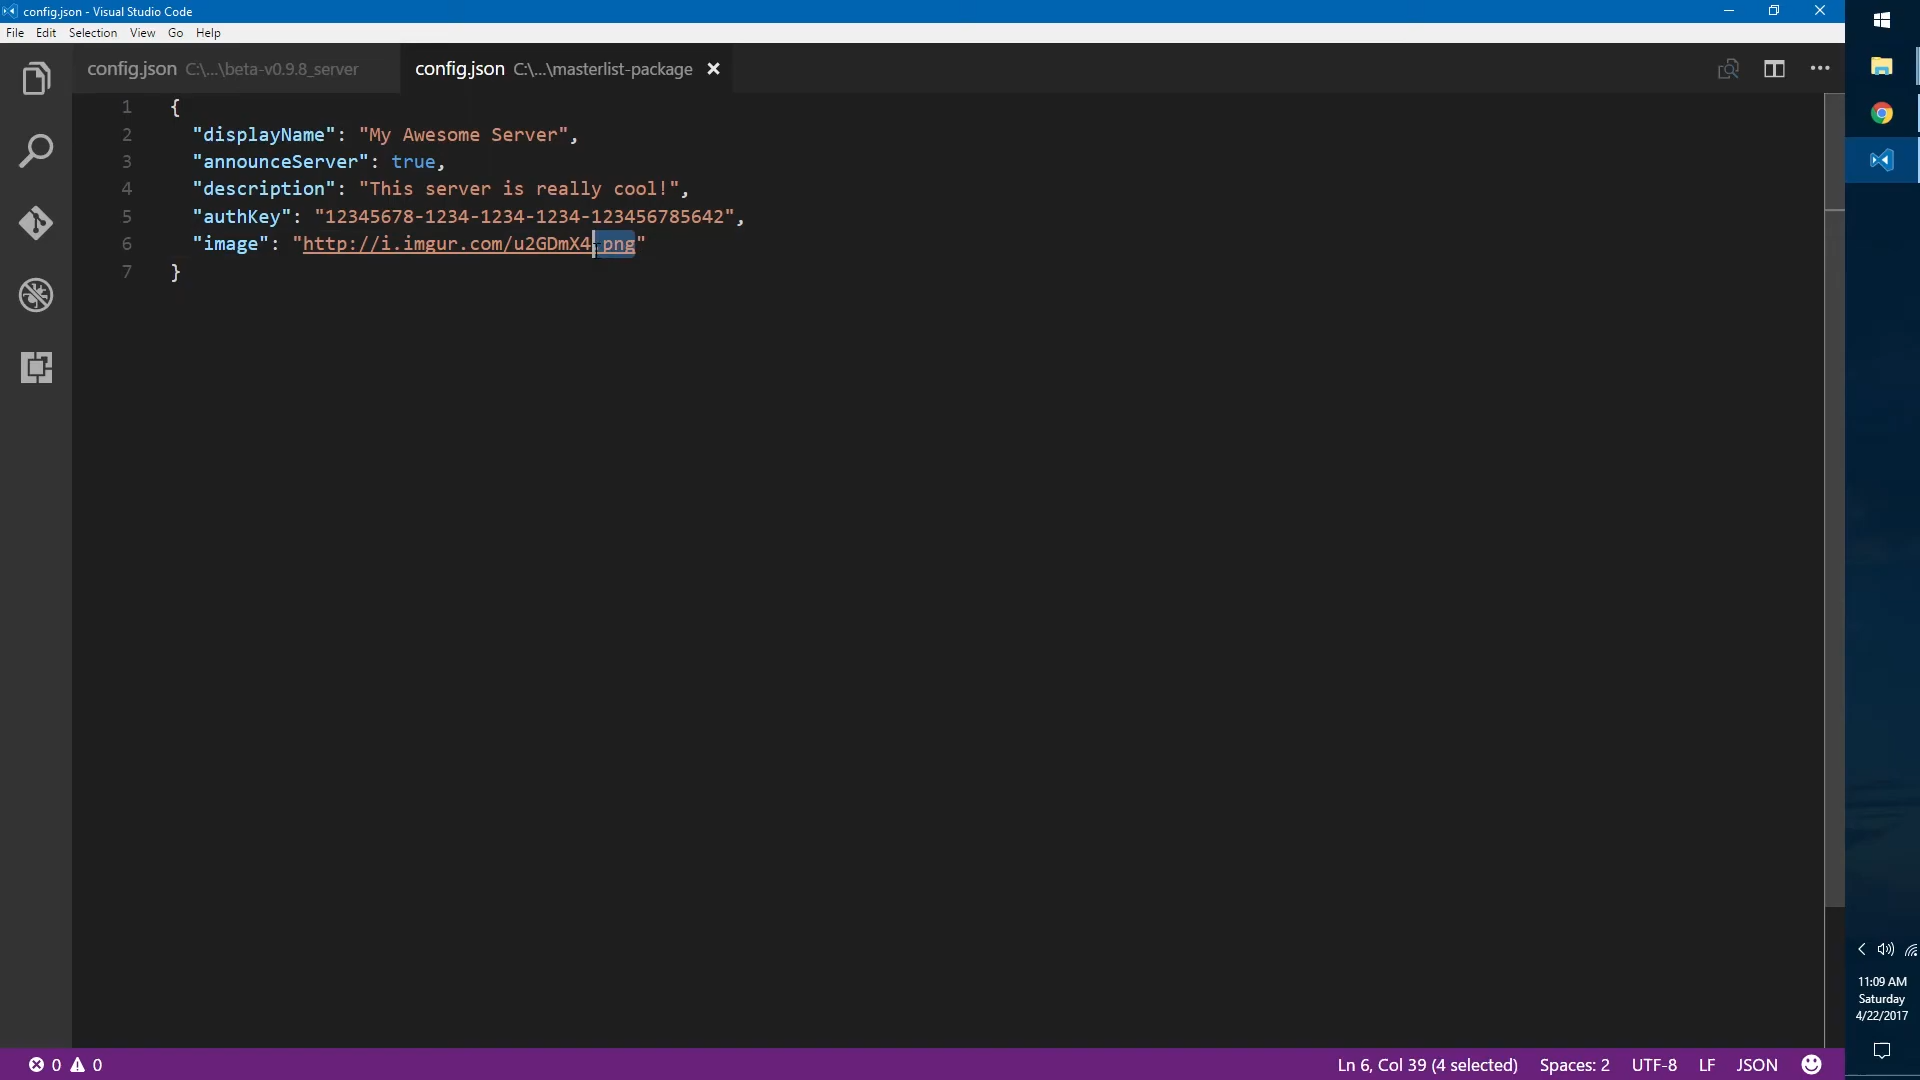 config.json - Visual Studio Code
File Edit Selection View Go Help
config.json C:\...\beta-v0.9.8_server config.json C:\...\masterlist-package
1 {
2 "displayName": "My Awesome Server",
3 "announceServer": true,
4 "description": "This server is really cool!",
5 "authKey": "12345678-1234-1234-1234-123456785642",
6 "image": "http://i.imgur.com/u2GDmX4.png"
7 }
11:09 AM
Saturday
4/22/2017
0 0 Ln 6, Col 39 (4 selected) Spaces: 2 UTF-8 LF JSON